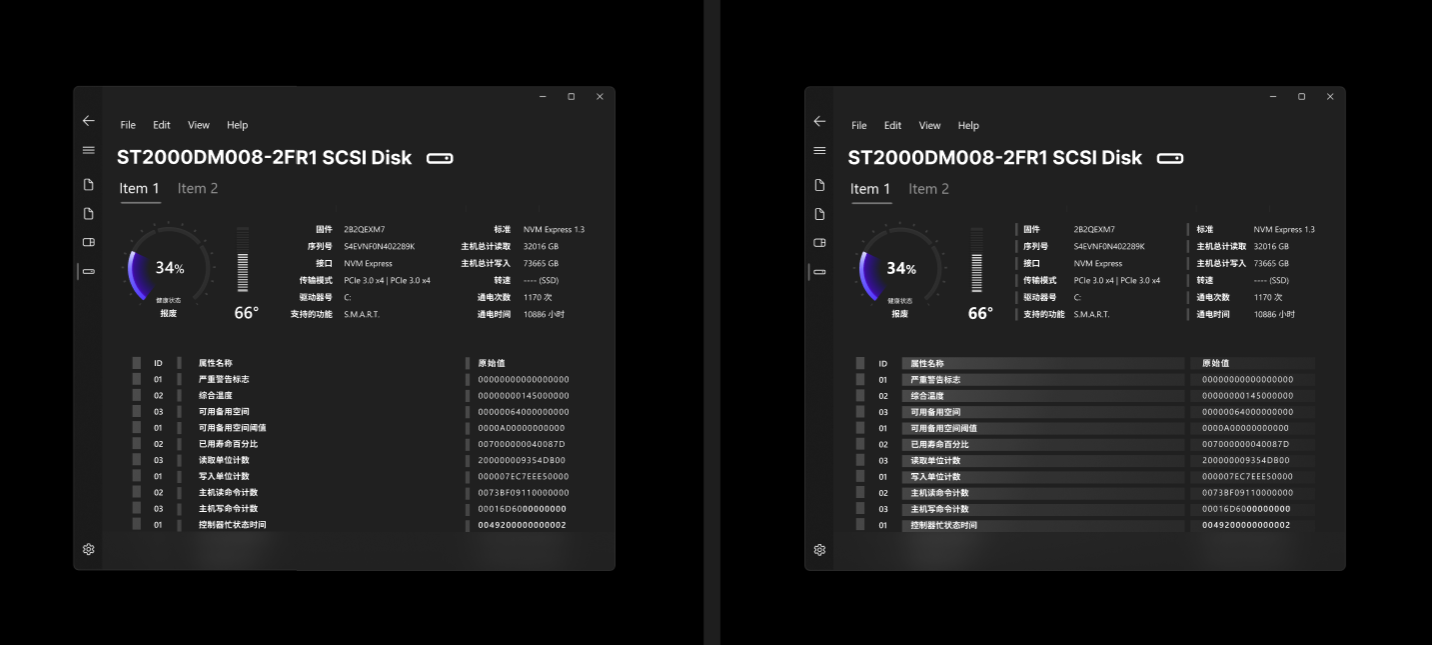 File Edit View Help
ST2000DM008-2FR1 SCSI Disk
Item 1 Item 2
34%
健康状态
报废
66°
固件 2B2QEXM7
序列号 S4EVNF0N402289K
接口 NVM Express
传输模式 PCIe 3.0 x4 | PCIe 3.0 x4
驱动器号 C:
支持的功能 S.M.A.R.T.
标准 NVM Express 1.3
主机总计读取 32016 GB
主机总计写入 73665 GB
转速 ---- (SSD)
通电次数 1170 次
通电时间 10886 小时
ID 属性名称 原始值
01 严重警告标志 00000000000000000
02 综合温度 00000000145000000
03 可用备用空间 00000064000000000
01 可用备用空间阈值 0000A00000000000
02 已用寿命百分比 007000000040087D
03 读取单位计数 200000009354DB00
01 写入单位计数 000007EC7EEE50000
02 主机读命令计数 0073BF09110000000
03 主机写命令计数 00016D6000000000
01 控制器忙状态时间 0049200000000002
File Edit View Help
ST2000DM008-2FR1 SCSI Disk
Item 1 Item 2
34%
健康状态
报废
66°
固件 2B2QEXM7
序列号 S4EVNF0N402289K
接口 NVM Express
传输模式 PCIe 3.0 x4 | PCIe 3.0 x4
驱动器号 C:
支持的功能 S.M.A.R.T.
标准 NVM Express 1.3
主机总计读取 32016 GB
主机总计写入 73665 GB
转速 ---- (SSD)
通电次数 1170 次
通电时间 10886 小时
ID 属性名称 原始值
01 严重警告标志 00000000000000000
02 综合温度 00000000145000000
03 可用备用空间 00000064000000000
01 可用备用空间阈值 0000A00000000000
02 已用寿命百分比 007000000040087D
03 读取单位计数 200000009354DB00
01 写入单位计数 000007EC7EEE50000
02 主机读命令计数 0073BF09110000000
03 主机写命令计数 00016D6000000000
01 控制器忙状态时间 0049200000000002